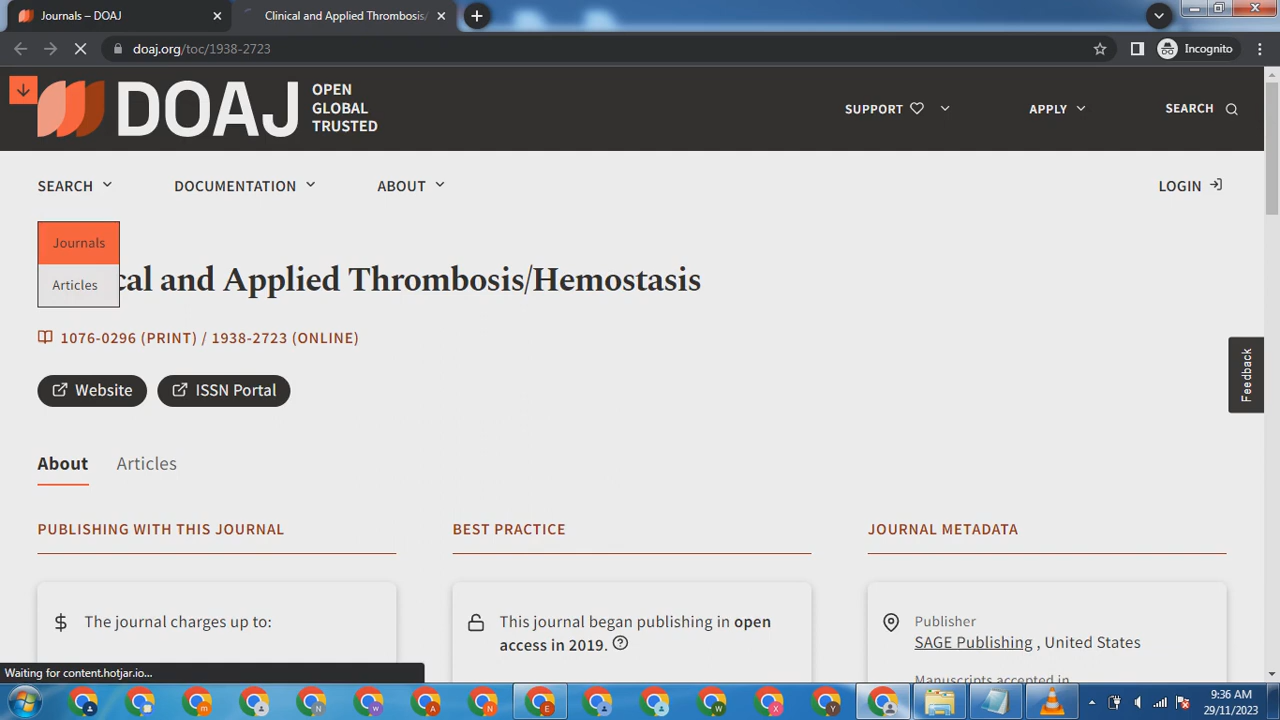 Journals – DOAJ
Clinical and Applied Thrombosis/
doaj.org/toc/1938-2723
Incognito
DOAJ
OPEN
GLOBAL
TRUSTED
SUPPORT
APPLY
SEARCH
SEARCH
DOCUMENTATION
ABOUT
LOGIN
Journals
Articles
cal and Applied Thrombosis/Hemostasis
1076-0296 (PRINT) / 1938-2723 (ONLINE)
Website
ISSN Portal
Feedback
About
Articles
PUBLISHING WITH THIS JOURNAL
BEST PRACTICE
JOURNAL METADATA
$ The journal charges up to:
This journal began publishing in open
access in 2019.
Publisher
SAGE Publishing , United States
Manuscripts accepted in
Waiting for content.hotjar.io...
9:36 AM
29/11/2023